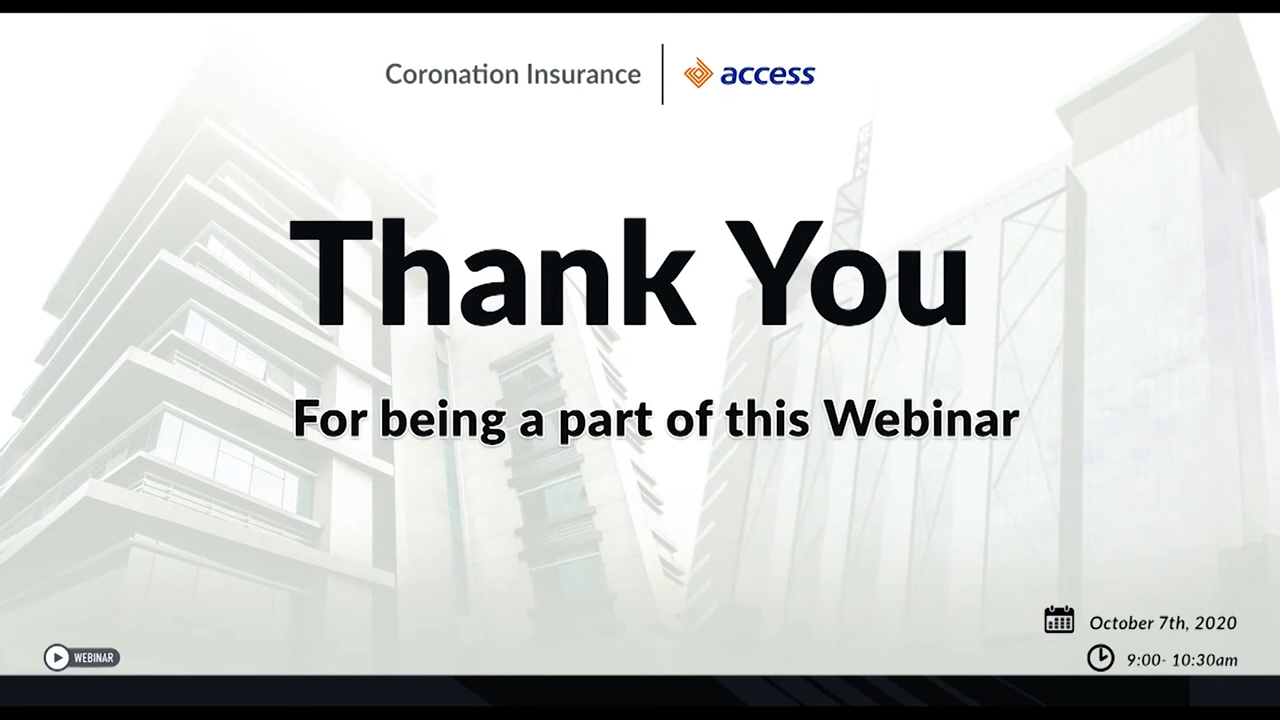 Coronation Insurance
access
Thank You
For being a part of this Webinar
October 7th, 2020
9:00- 10:30am
WEBINAR